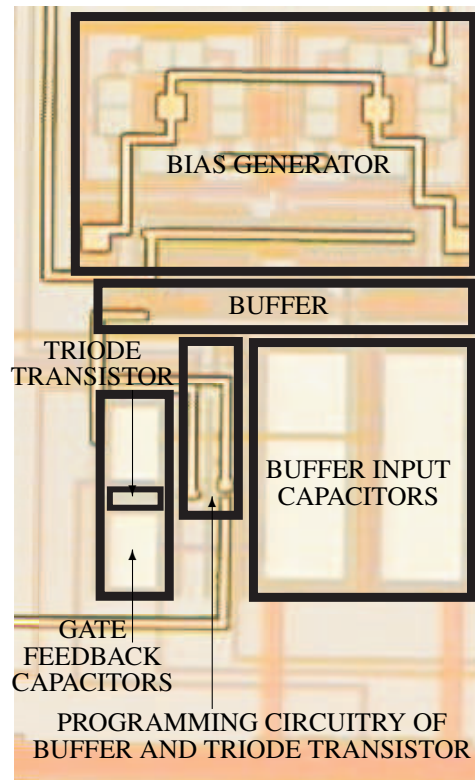 BIAS GENERATOR
BUFFER
TRIODE
TRANSISTOR
BUFFER INPUT
CAPACITORS
GATE
FEEDBACK
CAPACITORS
PROGRAMMING CIRCUITRY OF
BUFFER AND TRIODE TRANSISTOR